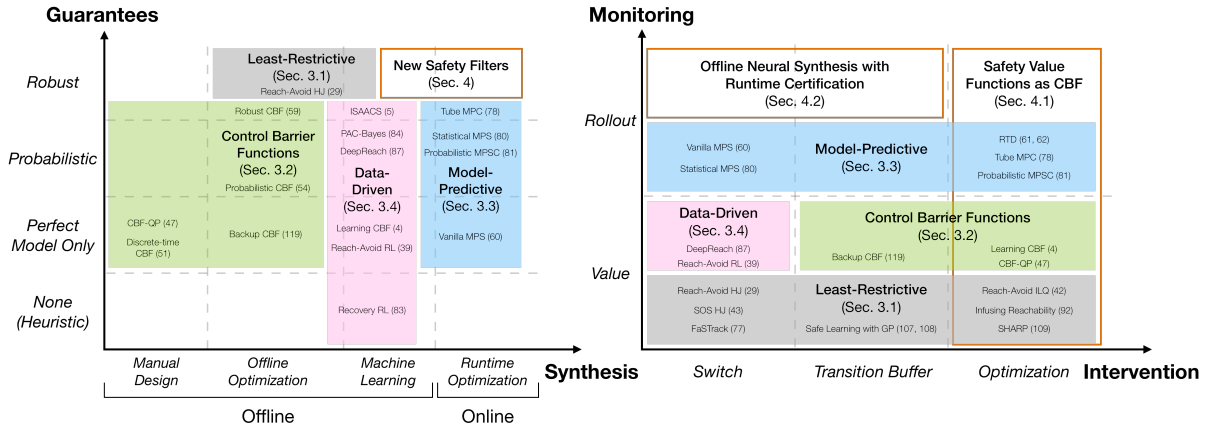 Guarantees
Robust
Probabilistic
Perfect
Model Only
None
(Heuristic)
Least-Restrictive
(Sec. 3.1)
Reach-Avoid HJ (29)
New Safety Filters
(Sec. 4)
Robust CBF (59)
Control Barrier
Functions
(Sec. 3.2)
Probabilistic CBF (54)
CBF-QP (47)
Discrete-time
CBF (51)
Backup CBF (119)
ISAACS (5)
PAC-Bayes (84)
DeepReach (87)
Data-
Driven
(Sec. 3.4)
Learning CBF (4)
Reach-Avoid RL (39)
Recovery RL (83)
Tube MPC (78)
Statistical MPS (80)
Probabilistic MPSC (81)
Model-
Predictive
(Sec. 3.3)
Vanilla MPS (60)
Manual
Design
Offline
Optimization
Machine
Learning
Runtime
Optimization
Synthesis
Offline
Online
Monitoring
Rollout
Value
Offline Neural Synthesis with
Runtime Certification
(Sec. 4.2)
Safety Value
Functions as CBF
(Sec. 4.1)
Vanilla MPS (60)
Statistical MPS (80)
Model-Predictive
(Sec. 3.3)
RTD (61, 62)
Tube MPC (78)
Probabilistic MPSC (81)
Data-Driven
(Sec. 3.4)
DeepReach (87)
Reach-Avoid RL (39)
Control Barrier Functions
(Sec. 3.2)
Backup CBF (119)
Learning CBF (4)
CBF-QP (47)
Reach-Avoid HJ (29)
SOS HJ (43)
FaSTrack (77)
Least-Restrictive
(Sec. 3.1)
Safe Learning with GP (107, 108)
Reach-Avoid ILQ (42)
Infusing Reachability (92)
SHARP (109)
Switch
Transition Buffer
Optimization
Intervention